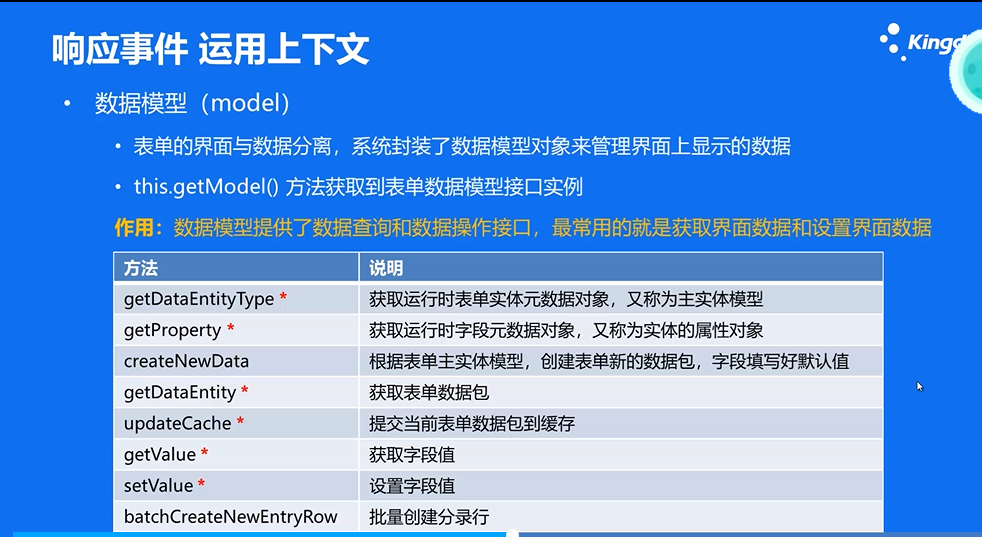 响应事件 运用上下文
• 数据模型（model）
• 表单的界面与数据分离，系统封装了数据模型对象来管理界面上显示的数据
• this.getModel() 方法获取到表单数据模型接口实例
作用：数据模型提供了数据查询和数据操作接口，最常用的就是获取界面数据和设置界面数据
方法 说明
getDataEntityType * 获取运行时表单实体元数据对象，又称为主实体模型
getProperty * 获取运行时字段元数据对象，又称为实体的属性对象
createNewData 根据表单主实体模型，创建表单新的数据包，字段填写好默认值
getDataEntity * 获取表单数据包
updateCache * 提交当前表单数据包到缓存
getValue * 获取字段值
setValue * 设置字段值
batchCreateNewEntryRow 批量创建分录行